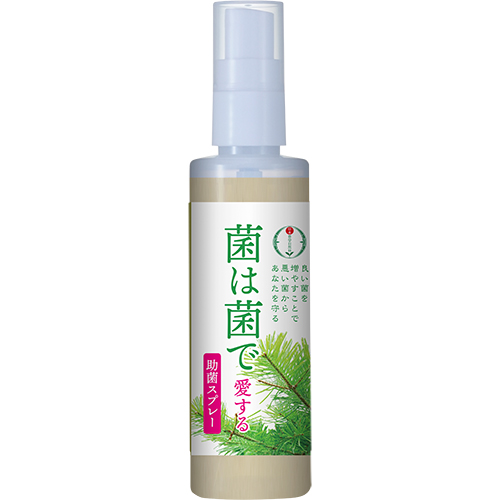 菌は菌で
愛する
助菌スプレー
良い菌を
増やすことで
悪い菌から
あなたを守る